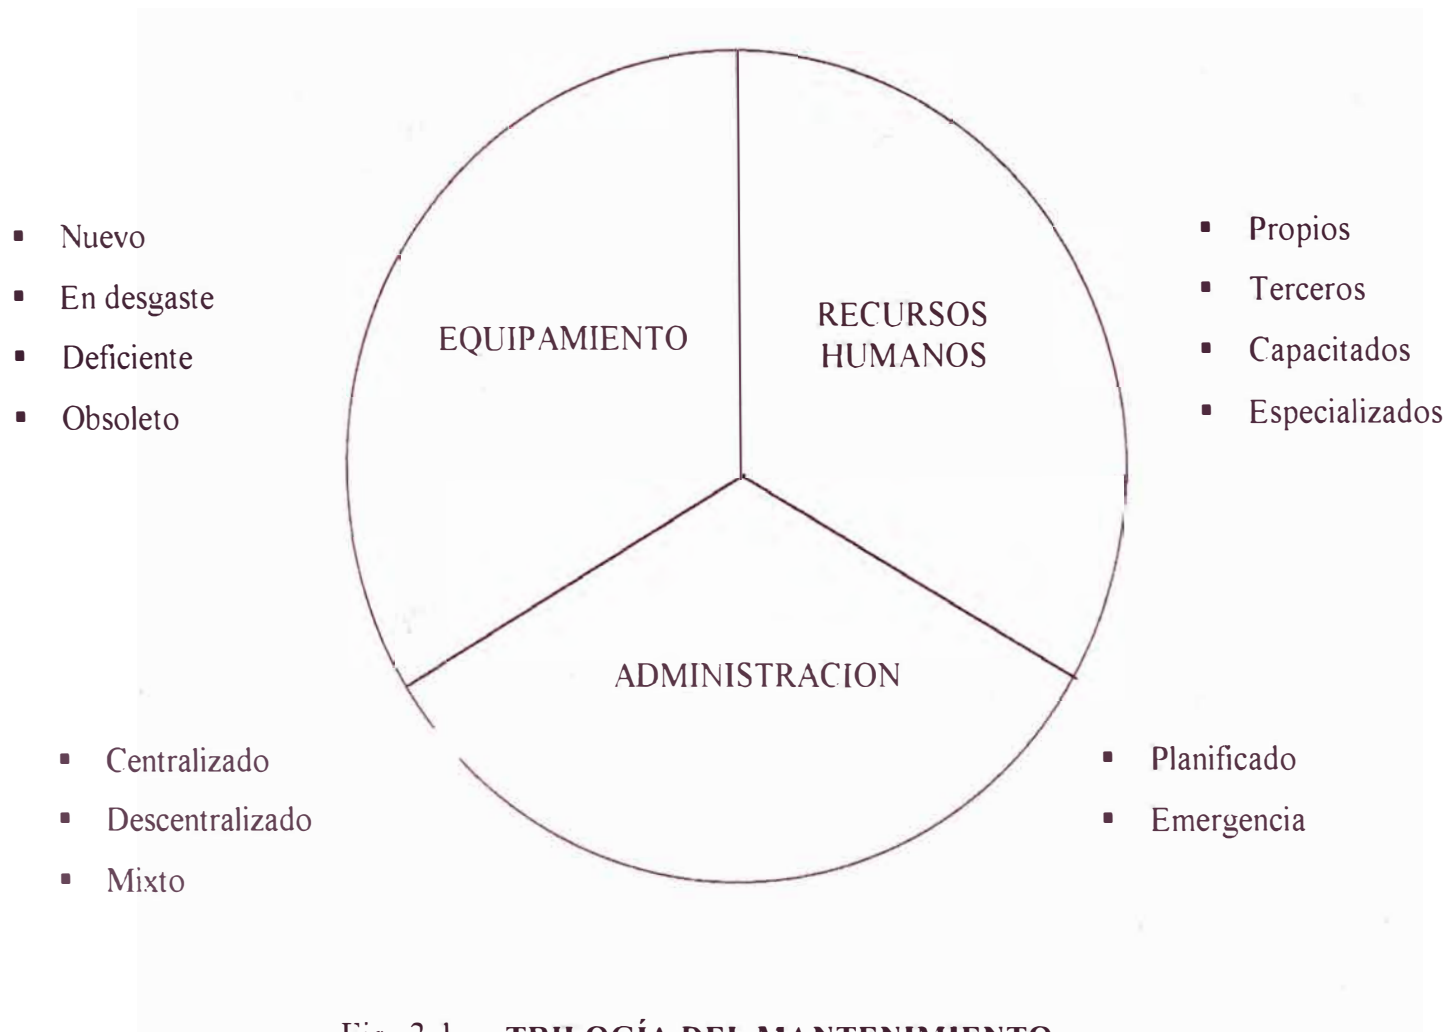 ▪ Nuevo
▪ En desgaste
▪ Deficiente
▪ Obsoleto
EQUIPAMIENTO
RECURSOS
HUMANOS
▪ Propios
▪ Terceros
▪ Capacitados
▪ Especializados
ADMINISTRACION
▪ Centralizado
▪ Descentralizado
▪ Mixto
▪ Planificado
▪ Emergencia
TRILOGÍA DEL MANTENIMIENTO